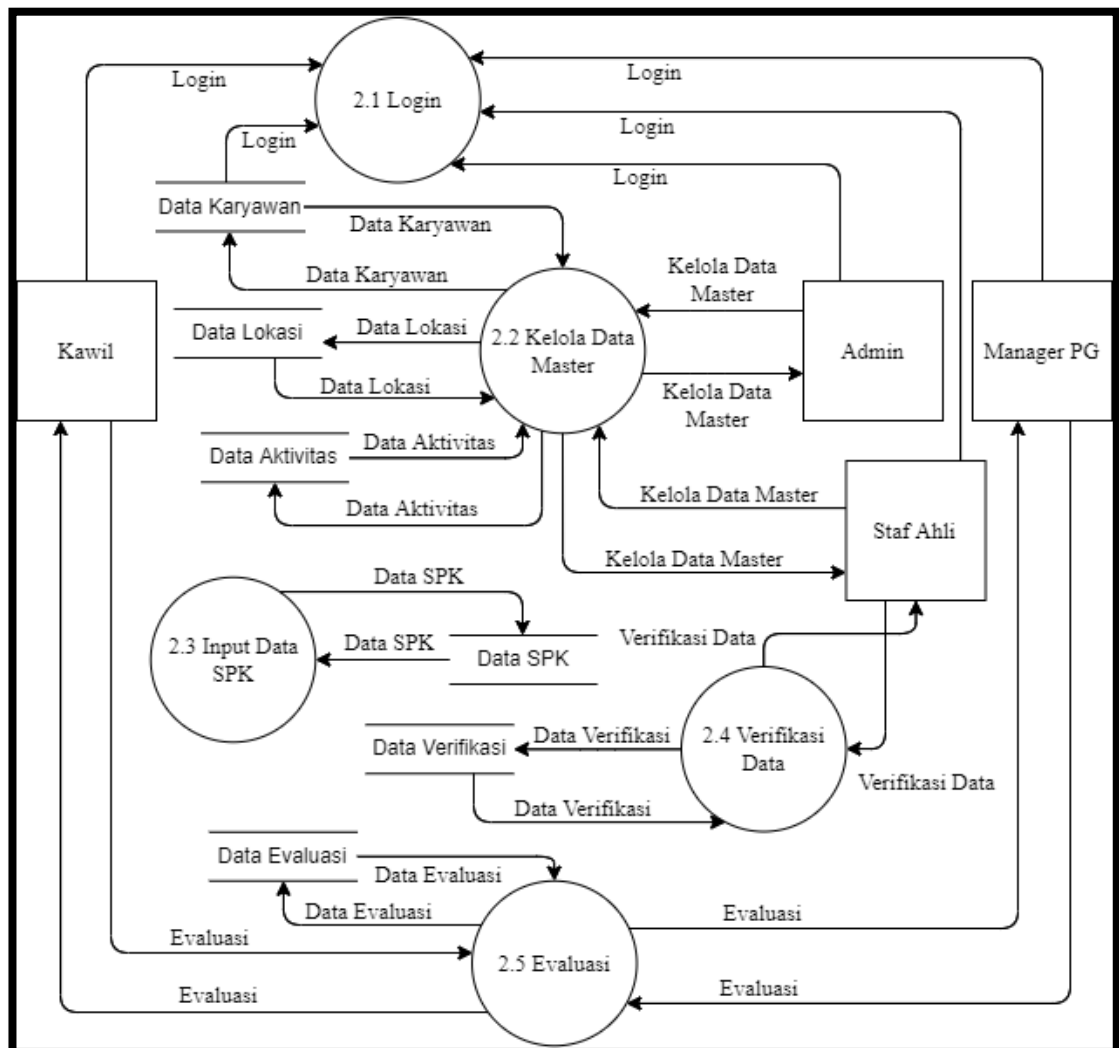 Login
Login
2.1 Login
Login
Login
Login
Data Karyawan
Data Karyawan
Data Karyawan
Kelola Data
Master
Kawil
Data Lokasi
Data Lokasi
2.2 Kelola Data
Master
Admin
Manager PG
Data Lokasi
Kelola Data
Master
Data Aktivitas
Data Aktivitas
Data Aktivitas
Kelola Data Master
Staf Ahli
Kelola Data Master
Data SPK
2.3 Input Data
SPK
Data SPK
Data SPK
Verifikasi Data
Data Verifikasi
Data Verifikasi
2.4 Verifikasi
Data
Verifikasi Data
Data Verifikasi
Data Evaluasi
Data Evaluasi
Data Evaluasi
Evaluasi
Evaluasi
2.5 Evaluasi
Evaluasi
Evaluasi